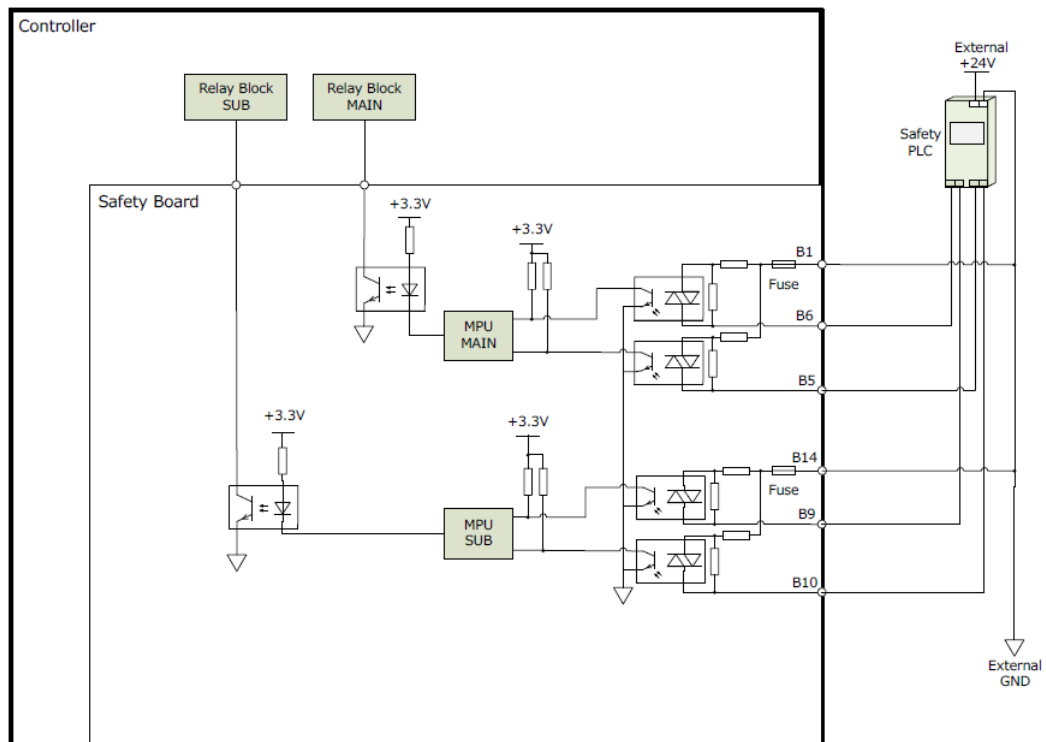 Controller
External
+24V
Relay Block
SUB
Relay Block
MAIN
Safety
PLC
Safety Board
+3.3V
+3.3V
B1
Fuse
B6
MPU
MAIN
B5
+3.3V
+3.3V
B14
Fuse
B9
MPU
SUB
B10
External
GND